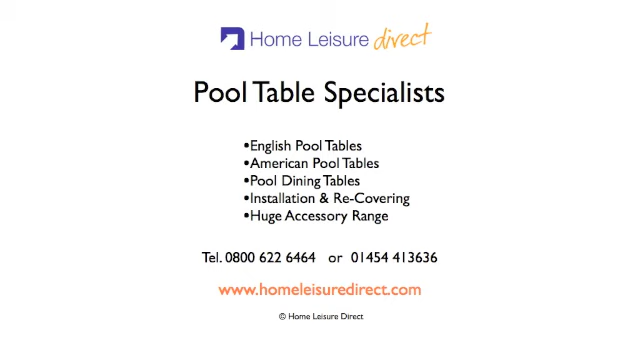 Home Leisure direct
Pool Table Specialists
•English Pool Tables
•American Pool Tables
•Pool Dining Tables
•Installation & Re-Covering
•Huge Accessory Range
Tel. 0800 622 6464 or 01454 413636
www.homeleisuredirect.com
© Home Leisure Direct